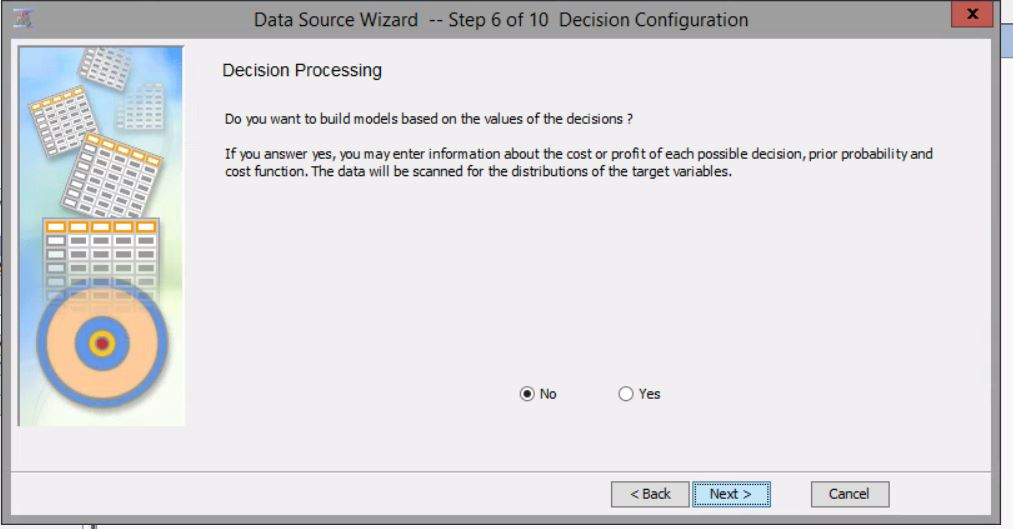 Data Source Wizard -- Step 6 of 10 Decision Configuration
x
Decision Processing
Do you want to build models based on the values of the decisions ?
If you answer yes, you may enter information about the cost or profit of each possible decision, prior probability and
cost function. The data will be scanned for the distributions of the target variables.
No Yes
< Back Next > Cancel